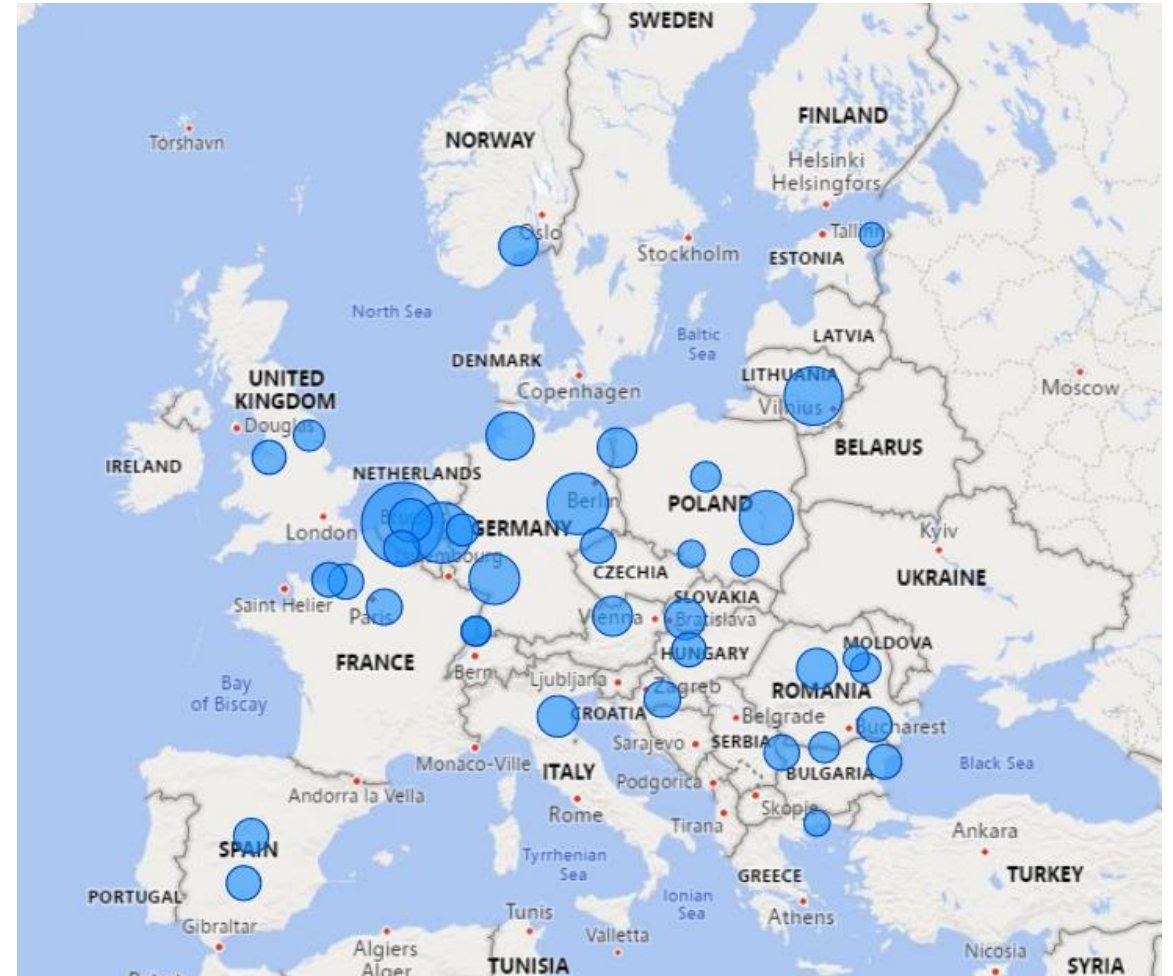 SWEDEN
FINLAND
NORWAY
Tórshavn
Helsinki
Helsingfors
Oslo
Stockholm
Tallinn
ESTONIA
North Sea
Baltic
Sea
LATVIA
DENMARK
Copenhagen
LITHUANIA
Moscow
UNITED
KINGDOM
Douglas
Vilnius
BELARUS
IRELAND
NETHERLANDS
London
Berlin
POLAND
GERMANY
Kyiv
CZECHIA
UKRAINE
Saint Helier
Paris
SLOVAKIA
Vienna
Bratislava
FRANCE
HUNGARY
MOLDOVA
Bern
Ljubljana
Zagreb
ROMANIA
Bay
of Biscay
CROATIA
Belgrade
Bucharest
Sarajevo
SERBIA
Monaco-Ville
ITALY
Podgorica
BULGARIA
Black Sea
Andorra la Vella
Rome
Skopje
Tirana
Ankara
SPAIN
Tyrrhenian
Sea
GREECE
TURKEY
PORTUGAL
Ionian
Sea
Athens
Gibraltar
Tunis
Valletta
Algiers
Alger
Nicosia
TUNISIA
SYRIA